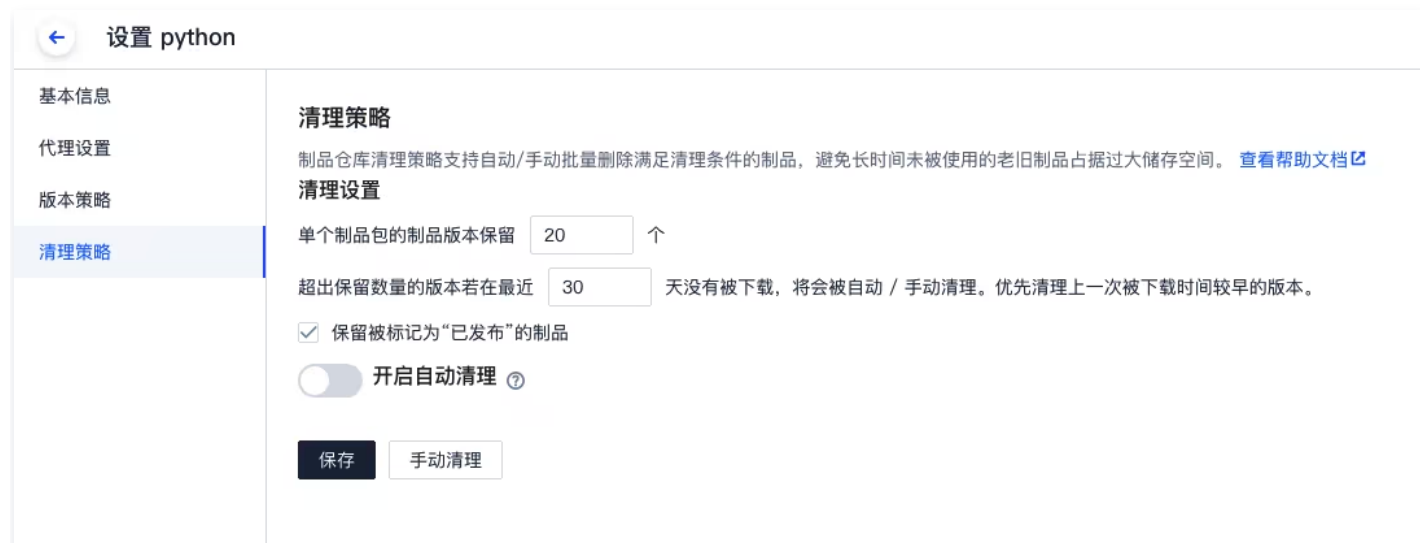 设置 python
基本信息
代理设置
版本策略
清理策略
清理策略
制品仓库清理策略支持自动/手动批量删除满足清理条件的制品，避免长时间未被使用的老旧制品占据过大储存空间。 查看帮助文档
清理设置
单个制品包的制品版本保留 20 个
超出保留数量的版本若在最近 30 天没有被下载，将会被自动 / 手动清理。优先清理上一次被下载时间较早的版本。
保留被标记为“已发布”的制品
开启自动清理 ?
保存 手动清理